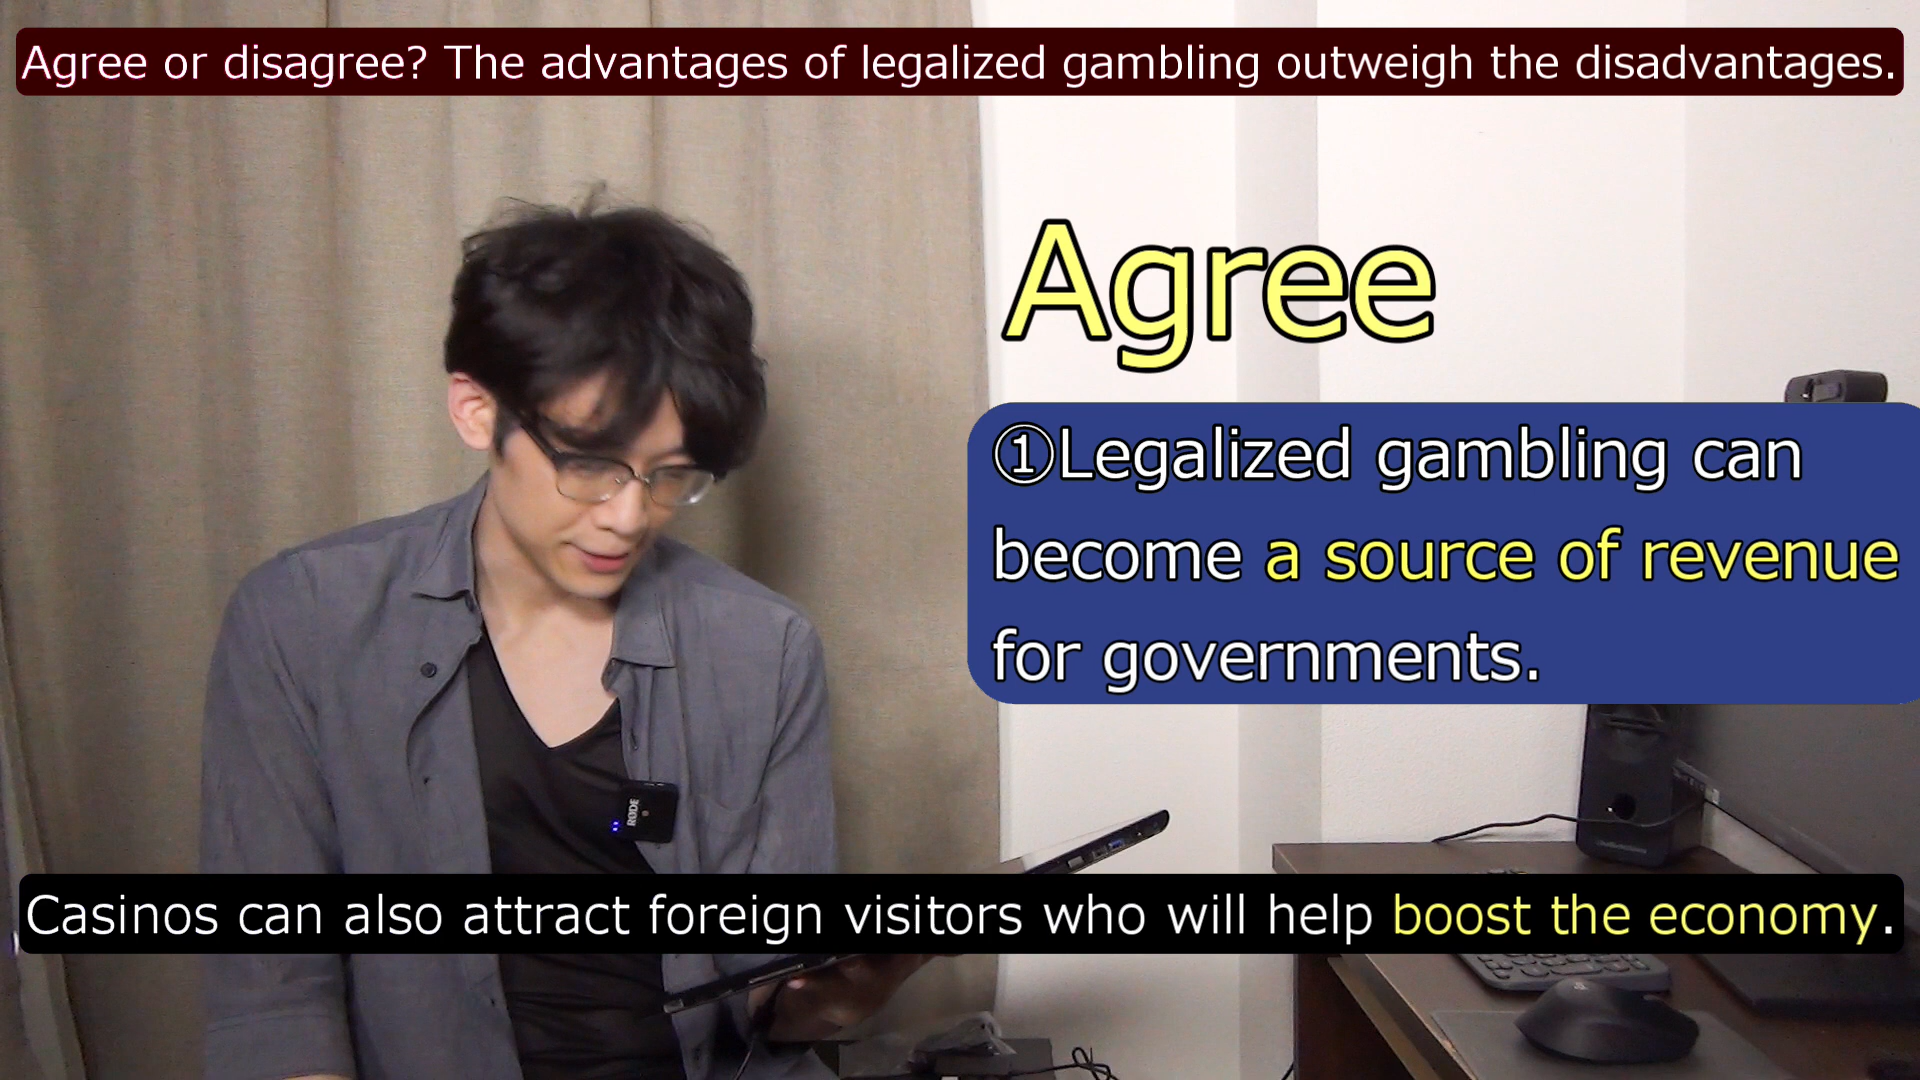 Agree or disagree? The advantages of legalized gambling outweigh the disadvantages.
Agree
①Legalized gambling can
become a source of revenue
for governments.
RØDE
Casinos can also attract foreign visitors who will help boost the economy.